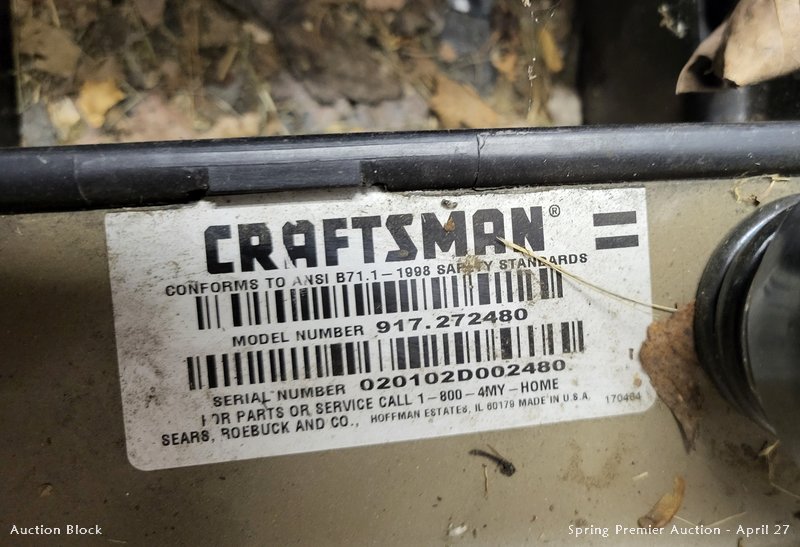 CRAFTSMAN®
CONFORMS TO ANSI B71.1-1998 SAFETY STANDARDS
MODEL NUMBER 917.272480
SERIAL NUMBER 020102D002480
FOR PARTS OR SERVICE CALL 1-800-4MY-HOME
SEARS, ROEBUCK AND CO., HOFFMAN ESTATES, IL 60179 MADE IN U.S.A. 170484
Auction Block
Spring Premier Auction - April 27